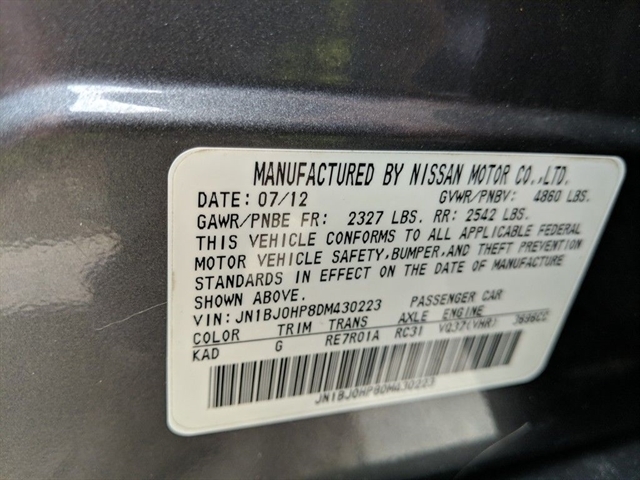 MANUFACTURED BY NISSAN MOTOR CO.,LTD.
DATE: 07/12 GVWR/PNBV: 4860 LBS.
GAWR/PNBE FR: 2327 LBS. RR: 2542 LBS.
THIS VEHICLE CONFORMS TO ALL APPLICABLE FEDERAL
MOTOR VEHICLE SAFETY,BUMPER,AND THEFT PREVENTION
STANDARDS IN EFFECT ON THE DATE OF MANUFACTURE
SHOWN ABOVE.
VIN: JN1BJ0HP8DM430223 PASSENGER CAR
COLOR TRIM TRANS AXLE ENGINE
KAD G RE7R01A RC31 VQ37(VHR) 3696CC
JN1BJ0HP8DM430223